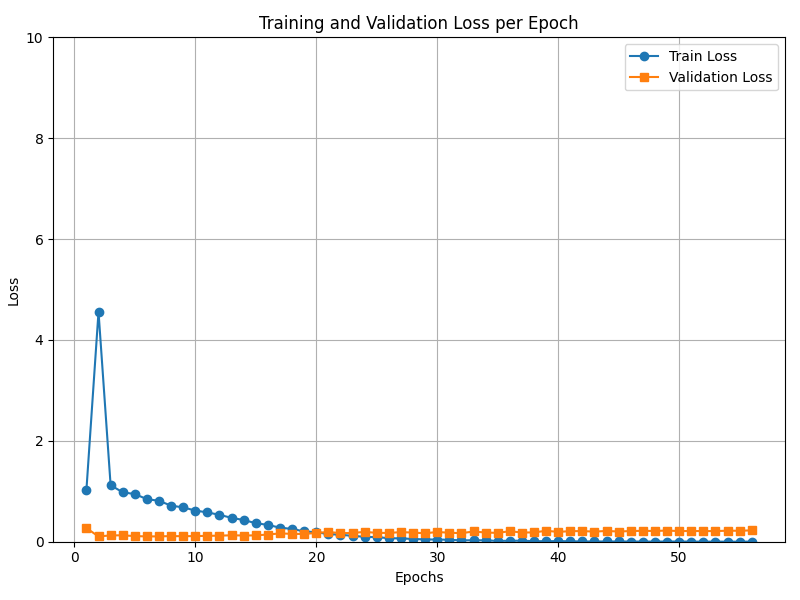 Training and Validation Loss per Epoch
Train Loss
Validation Loss
10
8
6
4
2
0
Loss
0 10 20 30 40 50
Epochs